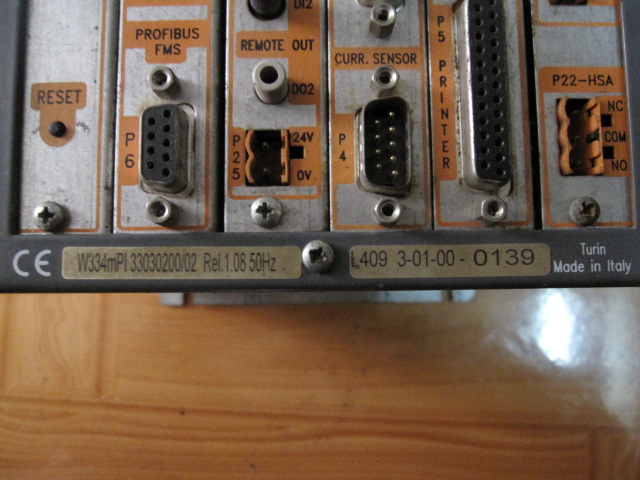 DI2
PROFIBUS
FMS
REMOTE OUT
DO2
CURR. SENSOR
P5 PRINTER
P22-HSA
RESET
P6
P25
24V
0V
P4
NC
COM
NO
CE
W334mPI 33030200/02 Rel.1.08 50Hz
409 3-01-00 - 0139
Turin
Made in Italy